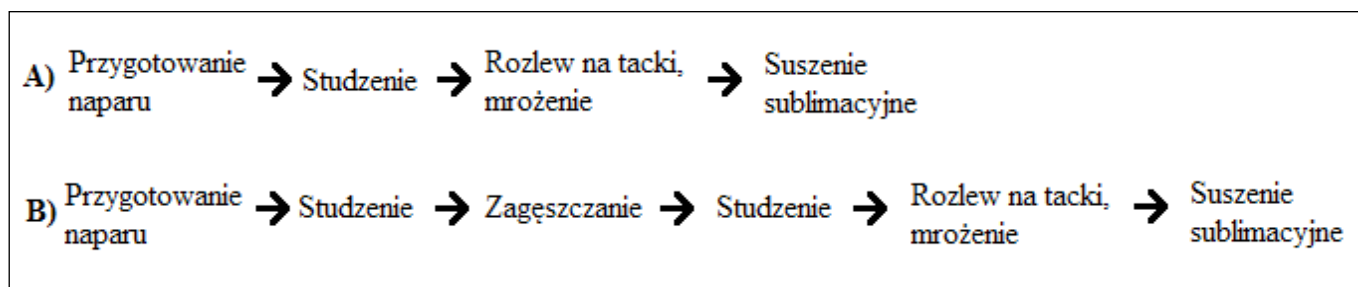 A) Przygotowanie naparu → Studzenie → Rozlew na tacki, mrożenie → Suszenie sublimacyjne
B) Przygotowanie naparu → Studzenie → Zagęszczanie → Studzenie → Rozlew na tacki, mrożenie → Suszenie sublimacyjne